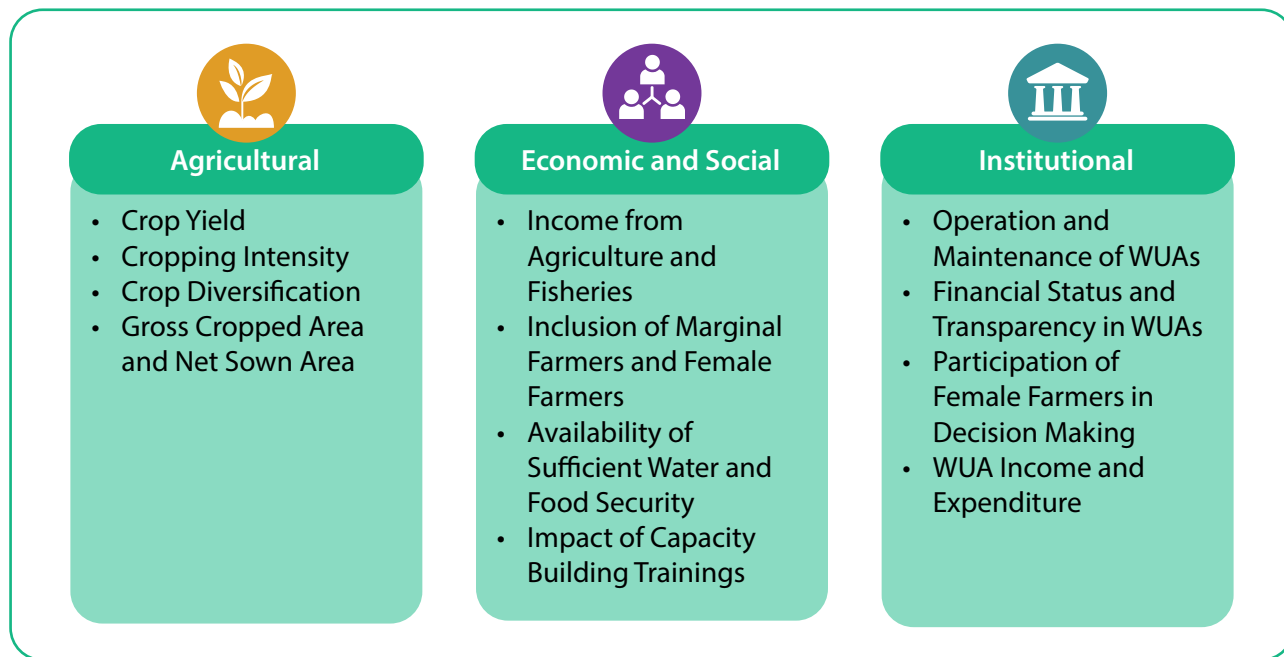 Agricultural
• Crop Yield
• Cropping Intensity
• Crop Diversification
• Gross Cropped Area
and Net Sown Area
Economic and Social
• Income from
Agriculture and
Fisheries
• Inclusion of Marginal
Farmers and Female
Farmers
• Availability of
Sufficient Water and
Food Security
• Impact of Capacity
Building Trainings
Institutional
• Operation and
Maintenance of WUAs
• Financial Status and
Transparency in WUAs
• Participation of
Female Farmers in
Decision Making
• WUA Income and
Expenditure